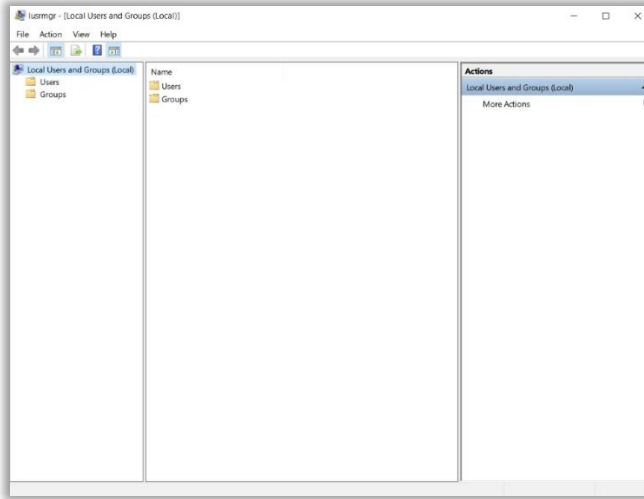 lusrmgr - [Local Users and Groups (Local)]
File Action View Help
Local Users and Groups (Local)
Users
Groups
Name
Users
Groups
Actions
Local Users and Groups (Local)
More Actions